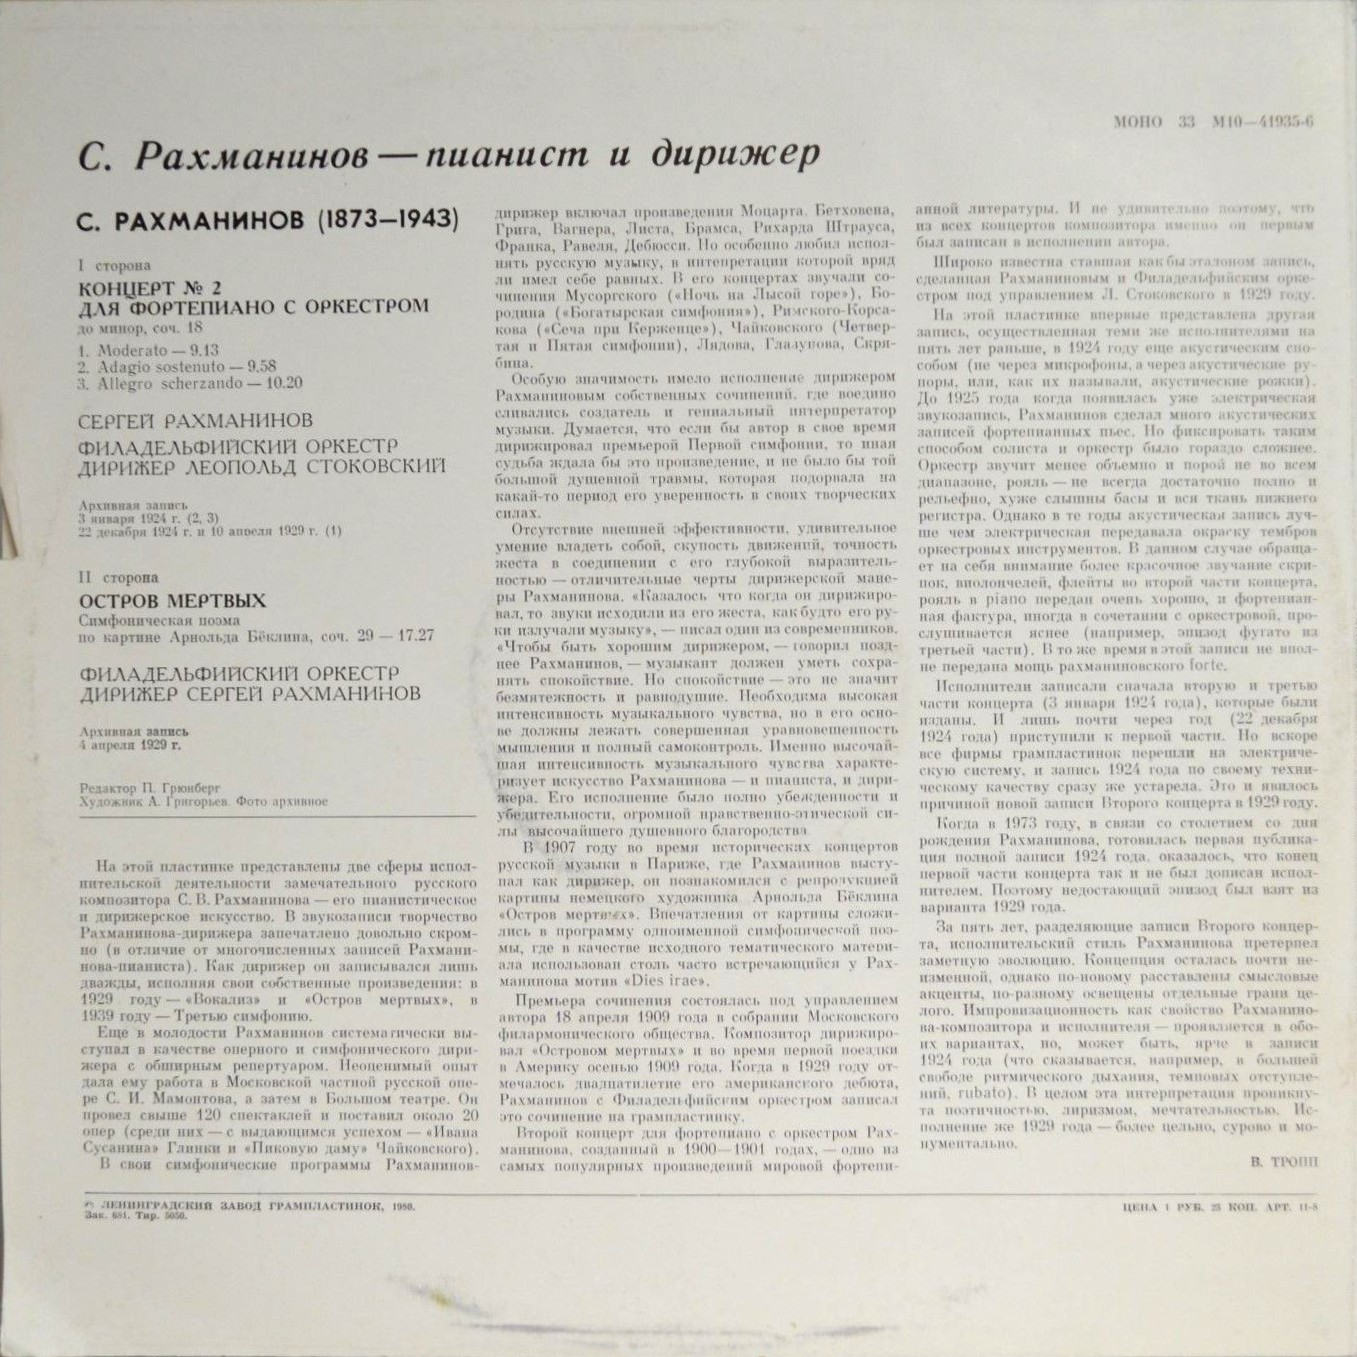 МОНО 33 М10—41935-6
С. Рахманинов — пианист и дирижер
С. РАХМАНИНОВ (1873—1943)
I сторона
КОНЦЕРТ № 2
ДЛЯ ФОРТЕПИАНО С ОРКЕСТРОМ
до минор, соч. 18
1. Moderato — 9.13
2. Adagio sostenuto — 9.58
3. Allegro scherzando — 10.20
СЕРГЕЙ РАХМАНИНОВ
ФИЛАДЕЛЬФИЙСКИЙ ОРКЕСТР
ДИРИЖЕР ЛЕОПОЛЬД СТОКОВСКИЙ
Архивная запись
3 января 1924 г. (2, 3)
22 декабря 1924 г. и 10 апреля 1929 г. (1)
II сторона
ОСТРОВ МЕРТВЫХ
Симфоническая поэма
по картине Арнольда Бёклина, соч. 29 — 17.27
ФИЛАДЕЛЬФИЙСКИЙ ОРКЕСТР
ДИРИЖЕР СЕРГЕЙ РАХМАНИНОВ
Архивная запись
4 апреля 1929 г.
Редактор П. Грюнберг
Художник А. Григорьев. Фото архивное
На этой пластинке представлены две сферы испол-
нительской деятельности замечательного русского
композитора С. В. Рахманинова — его пианистическое
и дирижерское искусство. В звукозаписи творчество
Рахманинова-дирижера запечатлено довольно скром-
но (в отличие от многочисленных записей Рахмани-
нова-пианиста). Как дирижер он записывался лишь
дважды, исполняя свои собственные произведения: в
1929 году — «Вокализ» и «Остров мертвых», в
1939 году — Третью симфонию.
Еще в молодости Рахманинов систематически вы-
ступал в качестве оперного и симфонического дири-
жера с обширным репертуаром. Неоценимый опыт
дала ему работа в Московской частной русской опе-
ре С. И. Мамонтова, а затем в Большом театре. Он
провел свыше 120 спектаклей и поставил около 20
опер (среди них — с выдающимся успехом — «Ивана
Сусанина» Глинки и «Пиковую даму» Чайковского).
В свои симфонические программы Рахманинов-
дирижер включал произведения Моцарта, Бетховена,
Грига, Вагнера, Листа, Брамса, Рихарда Штрауса,
Франка, Равеля, Дебюсси. Но особенно любил испол-
нять русскую музыку, в интепретации которой вряд
ли имел себе равных. В его концертах звучали со-
чинения Мусоргского («Ночь на Лысой горе»), Бо-
родина («Богатырская симфония»), Римского-Корса-
кова («Сеча при Керженце»), Чайковского (Четвер-
тая и Пятая симфонии), Лядова, Глазунова, Скря-
бина.
Особую значимость имело исполнение дирижером
Рахманиновым собственных сочинений, где воедино
сливались создатель и гениальный интерпретатор
музыки. Думается, что если бы автор в свое время
дирижировал премьерой Первой симфонии, то иная
судьба ждала бы это произведение, и не было бы той
большой душевной травмы, которая подорвала на
какай-то период его уверенность в своих творческих
силах.
Отсутствие внешней эффективности, удивительное
умение владеть собой, скупость движений, точность
жеста в соединении с его глубокой выразитель-
ностью — отличительные черты дирижерской мане-
ры Рахманинова. «Казалось что когда он дирижиро-
вал, то звуки исходили из его жеста, как будто его ру-
ки излучали музыку», — писал один из современников.
«Чтобы быть хорошим дирижером, — говорил позд-
нее Рахманинов, — музыкант должен уметь сохра-
нять спокойствие. Но спокойствие — это не значит
безмятежность и равнодушие. Необходима высокая
интенсивность музыкального чувства, но в его осно-
ве должны лежать совершенная уравновешенность
мышления и полный самоконтроль. Именно высочай-
шая интенсивность музыкального чувства характе-
ризует искусство Рахманинова — и пианиста, и дири-
жера. Его исполнение было полно убежденности и
убедительности, огромной нравственно-этической си-
лы высочайшего душевного благородства
В 1907 году во время исторических концертов
русской музыки в Париже, где Рахманинов высту-
пал как дирижер, он познакомился с репродукцией
картины немецкого художника Арнольда Бёклина
«Остров мертвых». Впечатления от картины сложи-
лись в программу одноименной симфонической поэ-
мы, где в качестве исходного тематического матери-
ала использован столь часто встречающийся у Рах-
манинова мотив «Dies irae».
Премьера сочинения состоялась под управлением
автора 18 апреля 1909 года в собрании Московского
филармонического общества. Композитор дирижиро-
вал «Островом мертвых» и во время первой поездки
в Америку осенью 1909 года. Когда в 1929 году от-
мечалось двадцатилетие его американского дебюта,
Рахманинов с Филадельфийским оркестром записал
это сочинение на грампластинку.
Второй концерт для фортепиано с оркестром Рах-
манинова, созданный в 1900—1901 годах, — одно из
самых популярных произведений мировой фортепи-
анной литературы. И не удивительно поэтому, что
из всех концертов композитора именно он первым
был записан в исполнении автора.
Широко известна ставшая как бы эталоном запись,
сделанная Рахманиновым и Филадельфийским орке-
стром под управлением Л. Стоковского в 1929 году.
На этой пластинке впервые представлена другая
запись, осуществленная теми же исполнителями на
пять лет раньше, в 1924 году еще акустическим спо-
собом (не через микрофоны, а через акустические ру-
поры, или, как их называли, акустические рожки).
До 1925 года когда появилась уже электрическая
звукозапись, Рахманинов сделал много акустических
записей фортепианных пьес. Но фиксировать таким
способом солиста и оркестр было гораздо сложнее.
Оркестр звучит менее объемно и порой не во всем
диапазоне, рояль — не всегда достаточно полно и
рельефно, хуже слышны басы и вся ткань нижнего
регистра. Однако в те годы акустическая запись луч-
ше чем электрическая передавала окраску тембров
оркестровых инструментов. В данном случае обраща-
ет на себя внимание более красочное звучание скри-
пок, виолончелей, флейты во второй части концерта,
рояль в piano передан очень хорошо, и фортепиан-
ная фактура, иногда в сочетании с оркестровой, про-
слушивается яснее (например, эпизод фугато из
третьей части). В то же время в этой записи не впол-
не передана мощь рахманиновского forte.
Исполнители записали сначала вторую и третью
части концерта (3 января 1924 года), которые были
изданы. И лишь почти через год (22 декабря
1924 года) приступили к первой части. Но вскоре
все фирмы грампластинок перешли на электриче-
скую систему, и запись 1924 года по своему техни-
ческому качеству сразу же устарела. Это и явилось
причиной новой записи Второго концерта в 1929 году.
Когда в 1973 году, в связи со столетием со дня
рождения Рахманинова, готовилась первая публика-
ция полной записи 1924 года, оказалось, что конец
первой части концерта так и не был дописан испол-
нителем. Поэтому недостающий эпизод был взят из
варианта 1929 года.
За пять лет, разделяющие записи Второго концер-
та, исполнительский стиль Рахманинова претерпел
заметную эволюцию. Концепция осталась почти не-
изменной, однако по-новому расставлены смысловые
акценты, по-разному освещены отдельные грани це-
лого. Импровизационность как свойство Рахманино-
ва-композитора и исполнителя — проявляется в обо-
их вариантах, но, может быть, ярче в записи
1924 года (что сказывается, например, в большей
свободе ритмического дыхания, темповых отступле-
ний, rubato). В целом эта интерпретация проникну-
та поэтичностью, лиризмом, мечтательностью. Ис-
полнение же 1929 года — более цельно, сурово и мо-
нументально.
В. ТРОПП
℗ ЛЕНИНГРАДСКИЙ ЗАВОД ГРАМПЛАСТИНОК, 1980.
Зак. 681. Тир. 5050.
ЦЕНА 1 РУБ. 25 КОП. АРТ. 11-8